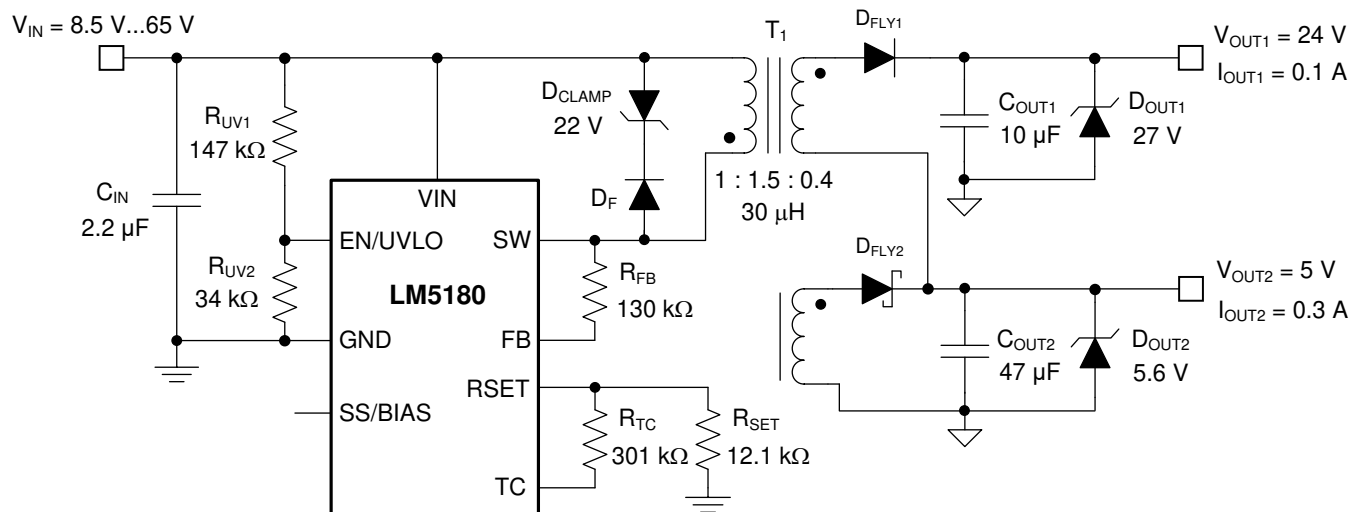 V_IN = 8.5 V...65 V
T_1
D_FLY1
V_OUT1 = 24 V
I_OUT1 = 0.1 A
D_CLAMP
22 V
R_UV1
147 kΩ
C_OUT1
10 µF
D_OUT1
27 V
C_IN
2.2 µF
VIN
D_F
1 : 1.5 : 0.4
30 µH
EN/UVLO
SW
D_FLY2
R_UV2
34 kΩ
LM5180
R_FB
130 kΩ
V_OUT2 = 5 V
I_OUT2 = 0.3 A
GND
FB
C_OUT2
47 µF
D_OUT2
5.6 V
RSET
SS/BIAS
R_TC
301 kΩ
R_SET
12.1 kΩ
TC